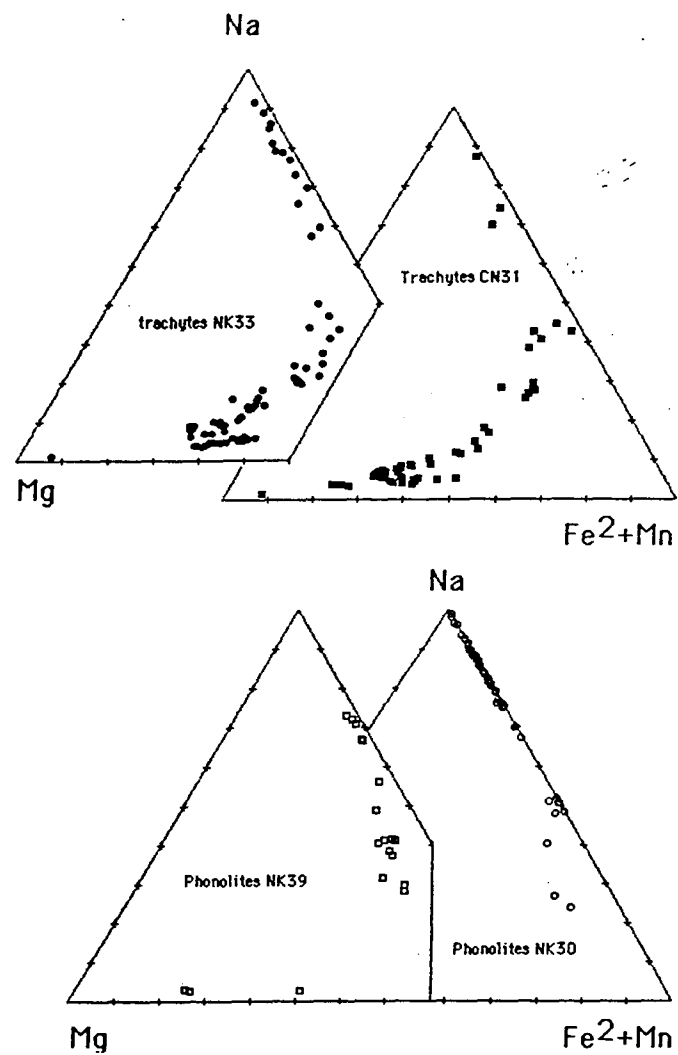 Na
Trachytes CN31
trachytes NK33
Mg
Fe2+Mn
Na
Phonolites NK39
Phonolites NK30
Mg
Fe2+Mn